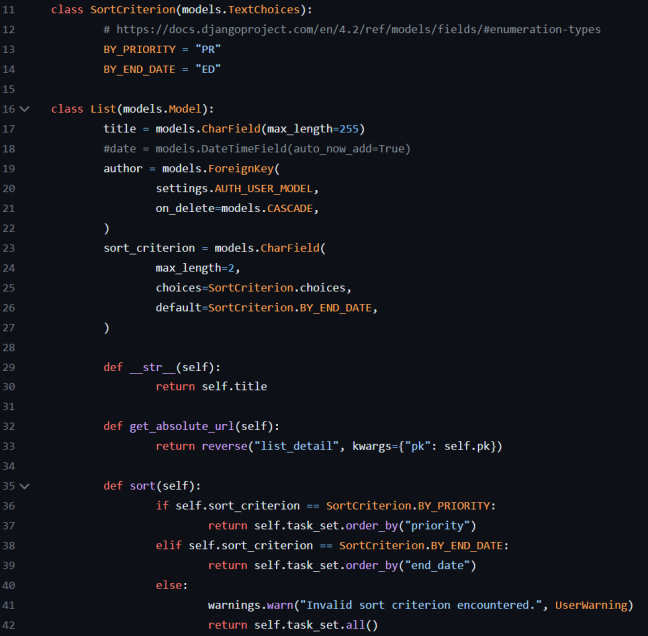 11 class SortCriterion(models.TextChoices):
12 # https://docs.djangoproject.com/en/4.2/ref/models/fields/#enumeration-types
13 BY_PRIORITY = "PR"
14 BY_END_DATE = "ED"
15
16 class List(models.Model):
17 title = models.CharField(max_length=255)
18 #date = models.DateTimeField(auto_now_add=True)
19 author = models.ForeignKey(
20 settings.AUTH_USER_MODEL,
21 on_delete=models.CASCADE,
22 )
23 sort_criterion = models.CharField(
24 max_length=2,
25 choices=SortCriterion.choices,
26 default=SortCriterion.BY_END_DATE,
27 )
28
29 def __str__(self):
30 return self.title
31
32 def get_absolute_url(self):
33 return reverse("list_detail", kwargs={"pk": self.pk})
34
35 def sort(self):
36 if self.sort_criterion == SortCriterion.BY_PRIORITY:
37 return self.task_set.order_by("priority")
38 elif self.sort_criterion == SortCriterion.BY_END_DATE:
39 return self.task_set.order_by("end_date")
40 else:
41 warnings.warn("Invalid sort criterion encountered.", UserWarning)
42 return self.task_set.all()